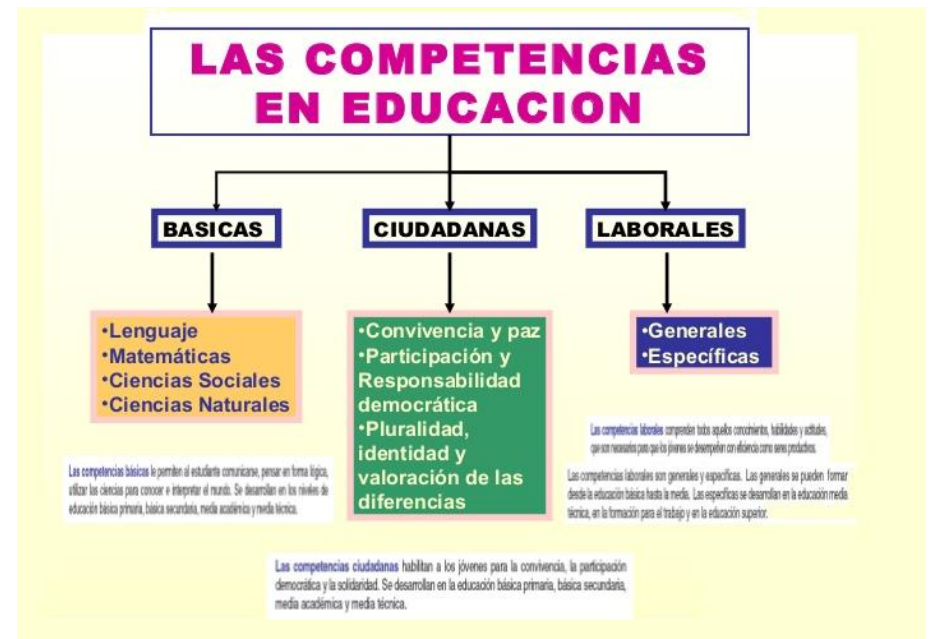 LAS COMPETENCIAS
EN EDUCACION
BASICAS
CIUDADANAS
LABORALES
•Lenguaje
•Matemáticas
•Ciencias Sociales
•Ciencias Naturales
•Convivencia y paz
•Participación y
Responsabilidad
democrática
•Pluralidad,
identidad y
valoración de las
diferencias
•Generales
•Específicas
Las competencias básicas le permiten al estudiante comunicarse, pensar en forma lógica,
utilizar las ciencias para conocer e interpretar el mundo. Se desarrollan en los niveles de
educación básica primaria, básica secundaria, media académica y media técnica.
Las competencias laborales comprenden todos aquellos conocimientos, habilidades y actitudes,
que son necesarios para que los jóvenes se desempeñen con eficiencia como seres productivos.
Las competencias laborales son generales y específicas. Las generales se pueden formar
desde la educación básica hasta la media. Las específicas se desarrollan en la educación media
técnica, en la formación para el trabajo y en la educación superior.
Las competencias ciudadanas habilitan a los jóvenes para la convivencia, la participación
democrática y la solidaridad. Se desarrollan en la educación básica primaria, básica secundaria,
media académica y media técnica.